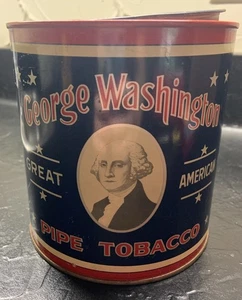 George Washington
GREAT AMERICAN
PIPE TOBACCO